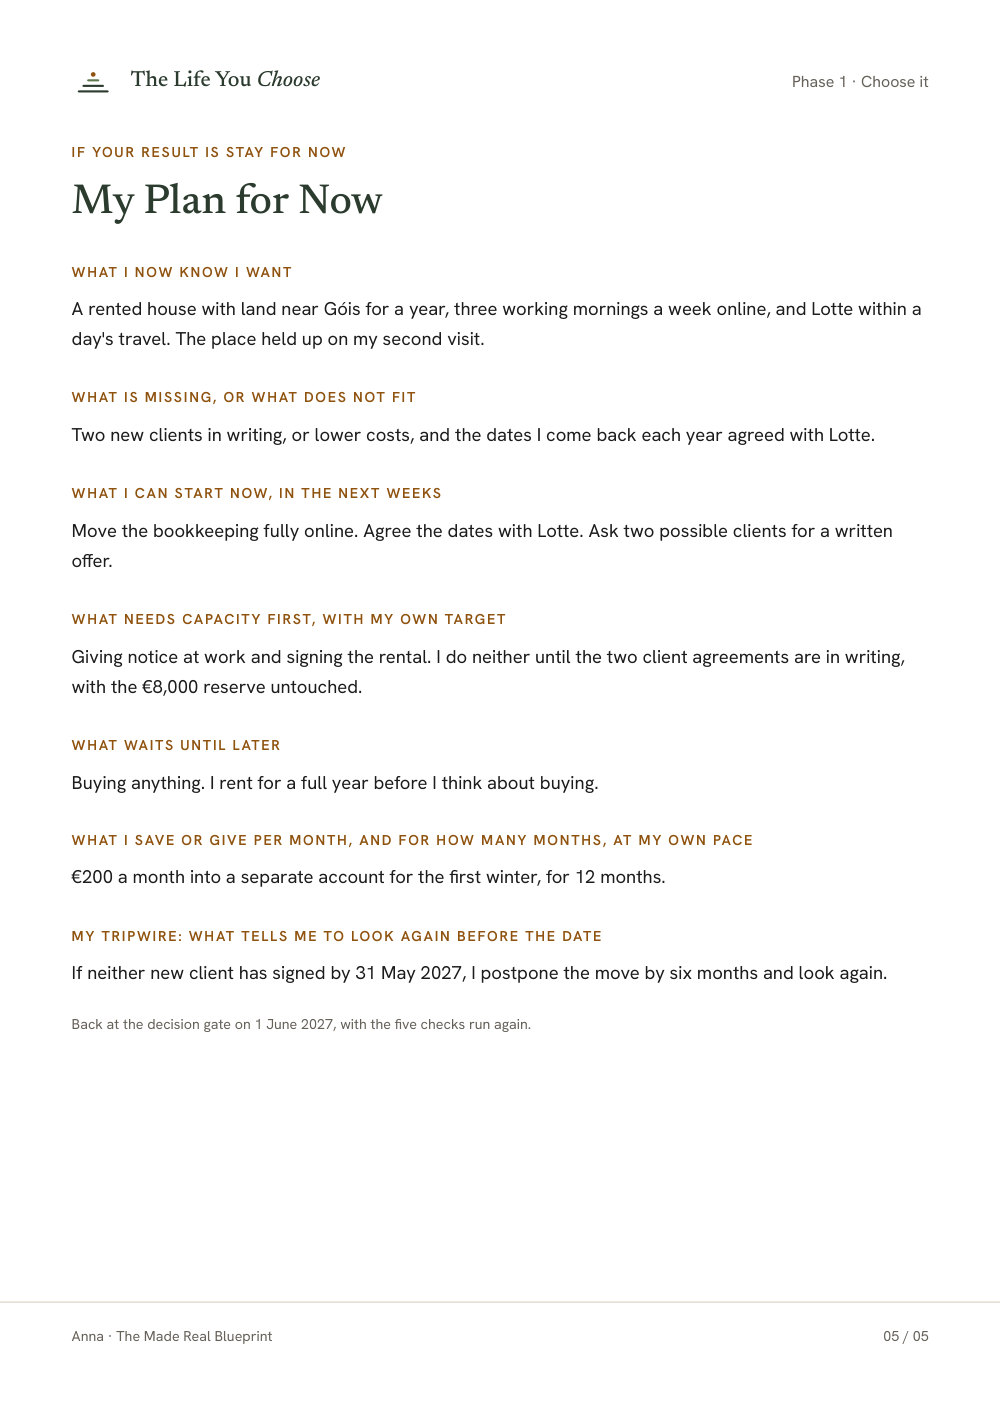 The Life You Choose
Phase 1 · Choose it
IF YOUR RESULT IS STAY FOR NOW
My Plan for Now
WHAT I NOW KNOW I WANT
A rented house with land near Góis for a year, three working mornings a week online, and Lotte within a
day's travel. The place held up on my second visit.
WHAT IS MISSING, OR WHAT DOES NOT FIT
Two new clients in writing, or lower costs, and the dates I come back each year agreed with Lotte.
WHAT I CAN START NOW, IN THE NEXT WEEKS
Move the bookkeeping fully online. Agree the dates with Lotte. Ask two possible clients for a written
offer.
WHAT NEEDS CAPACITY FIRST, WITH MY OWN TARGET
Giving notice at work and signing the rental. I do neither until the two client agreements are in writing,
with the €8,000 reserve untouched.
WHAT WAITS UNTIL LATER
Buying anything. I rent for a full year before I think about buying.
WHAT I SAVE OR GIVE PER MONTH, AND FOR HOW MANY MONTHS, AT MY OWN PACE
€200 a month into a separate account for the first winter, for 12 months.
MY TRIPWIRE: WHAT TELLS ME TO LOOK AGAIN BEFORE THE DATE
If neither new client has signed by 31 May 2027, I postpone the move by six months and look again.
Back at the decision gate on 1 June 2027, with the five checks run again.
Anna · The Made Real Blueprint
05 / 05